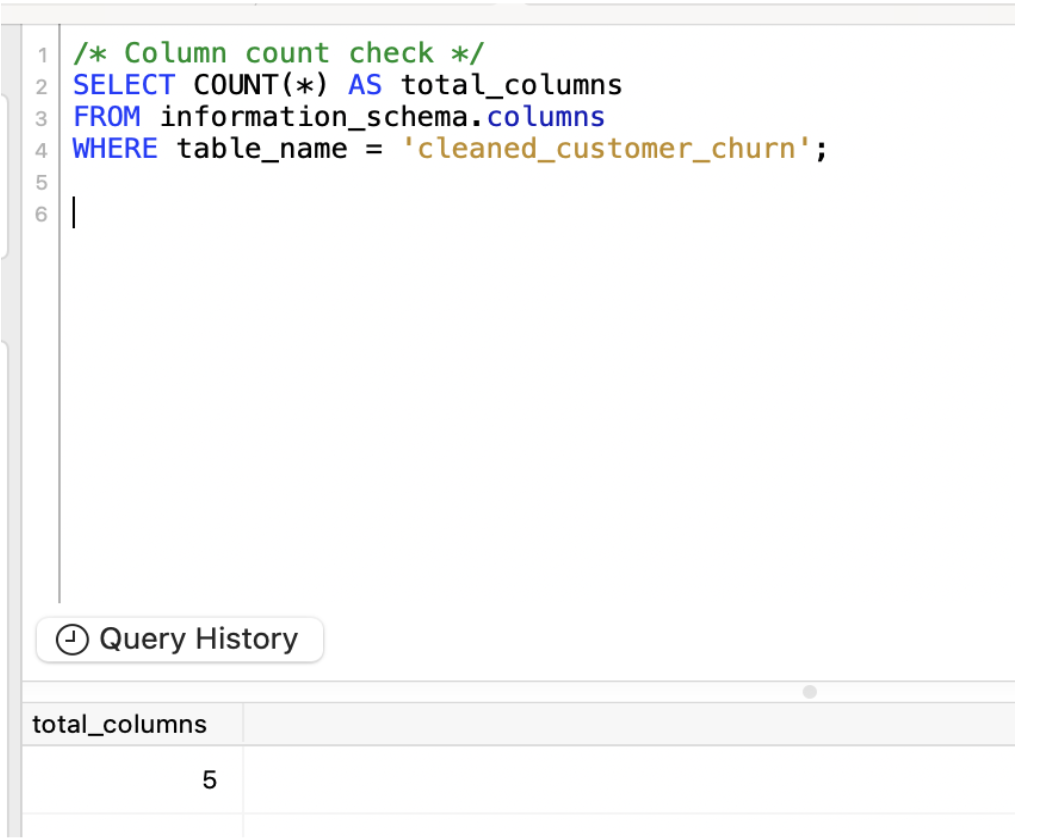 1 /* Column count check */
2 SELECT COUNT(*) AS total_columns
3 FROM information_schema.columns
4 WHERE table_name = 'cleaned_customer_churn';
5
6
Query History
total_columns
5